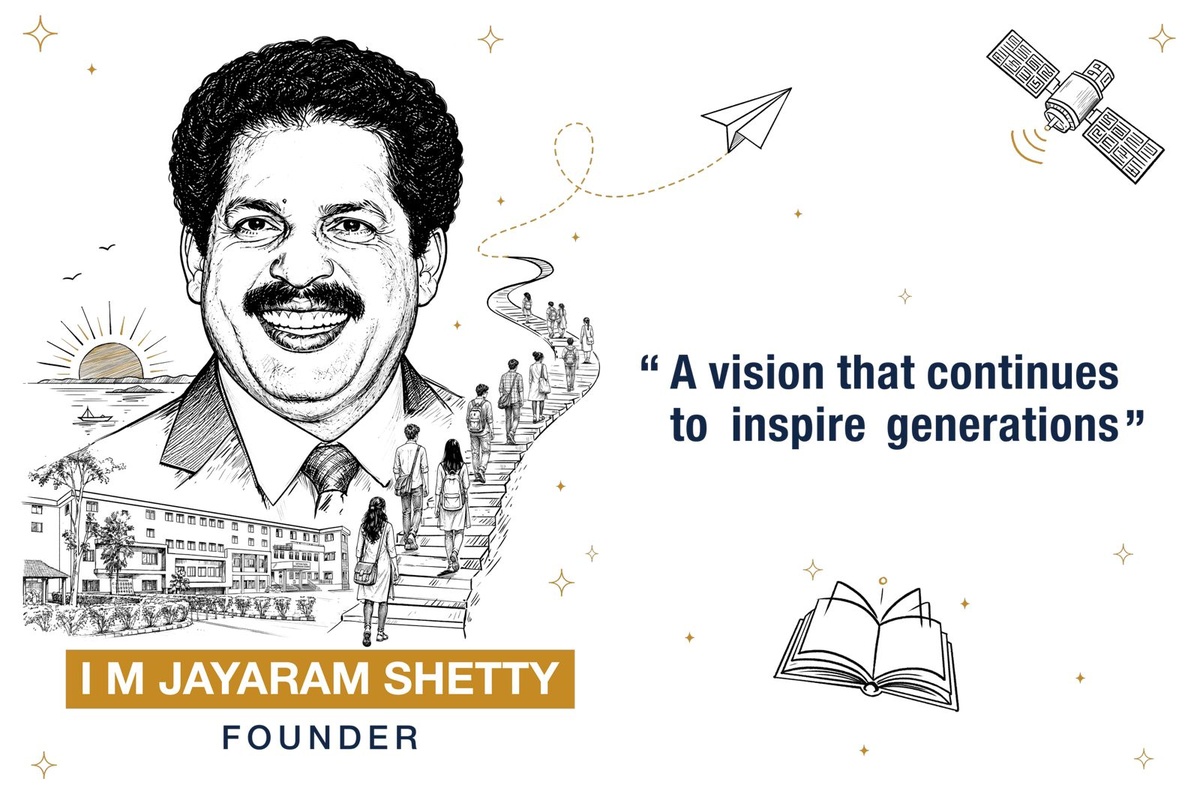 “ A vision that continues
to inspire generations”
I M JAYARAM SHETTY
FOUNDER